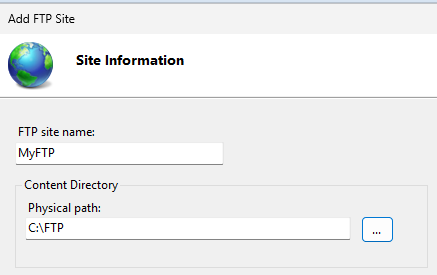 Add FTP Site
Site Information
FTP site name:
MyFTP
Content Directory
Physical path:
C:\FTP
...